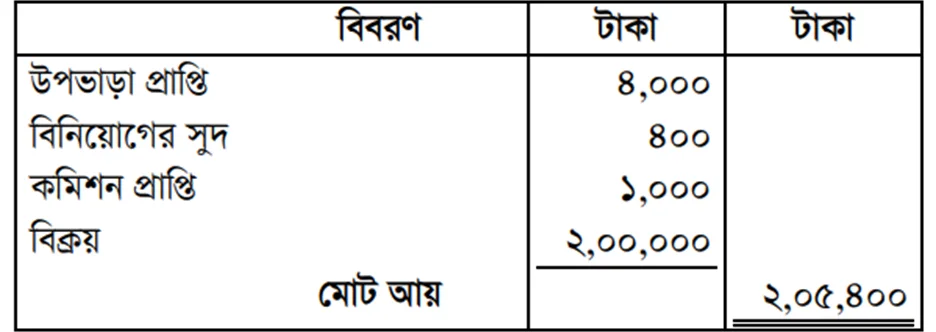 বিবরণ টাকা টাকা
উপভাড়া প্রাপ্তি ৪,০০০
বিনিয়োগের সুদ ৪০০
কমিশন প্রাপ্তি ১,০০০
বিক্রয় ২,০০,০০০
মোট আয় ২,০৫,৪০০